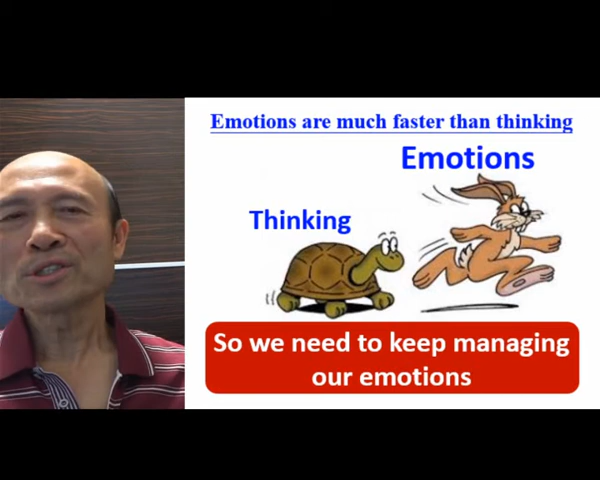 Emotions are much faster than thinking
Emotions
Thinking
So we need to keep managing
our emotions